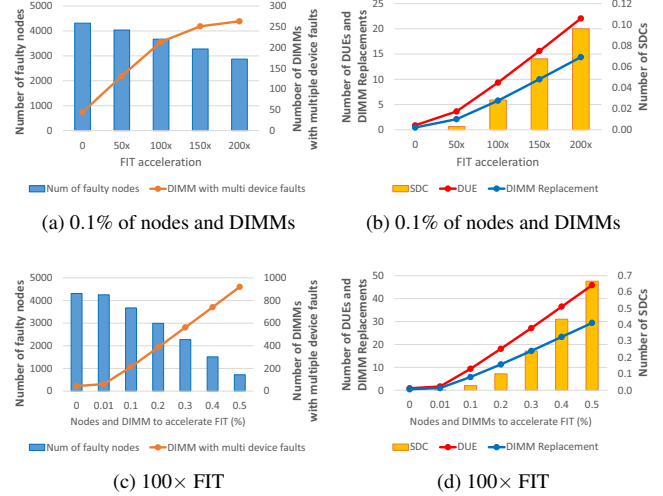 Number of faulty nodes
5000
4000
3000
2000
1000
0
300
250
200
150
100
50
0
Numboer of DIMMs
with multiple device faults
0 50x 100x 150x 200x
FIT acceleration
Num of faulty nodes DIMM with multi device faults
(a) 0.1% of nodes and DIMMs
Number of DUEs and
DIMM Replacements
25
20
15
10
5
0
0.12
0.10
0.08
0.06
0.04
0.02
0.00
Number of SDCs
0 50x 100x 150x 200x
FIT acceleration
SDC DUE DIMM Replacement
(b) 0.1% of nodes and DIMMs
Number of faulty nodes
5000
4000
3000
2000
1000
0
1000
800
600
400
200
0
Number of DIMMs
with multiple device faults
0 0.01 0.1 0.2 0.3 0.4 0.5
Nodes and DIMM to accelerate FIT (%)
Num of faulty nodes DIMM with multi device faults
(c) 100× FIT
Number of DUEs and
DIMM Replacements
50
40
30
20
10
0
0.7
0.6
0.5
0.4
0.3
0.2
0.1
0.0
Number of SDCs
0 0.01 0.1 0.2 0.3 0.4 0.5
Nodes and DIMMs to accelerate FIT (%)
SDC DUE DIMM Replacement
(d) 100× FIT